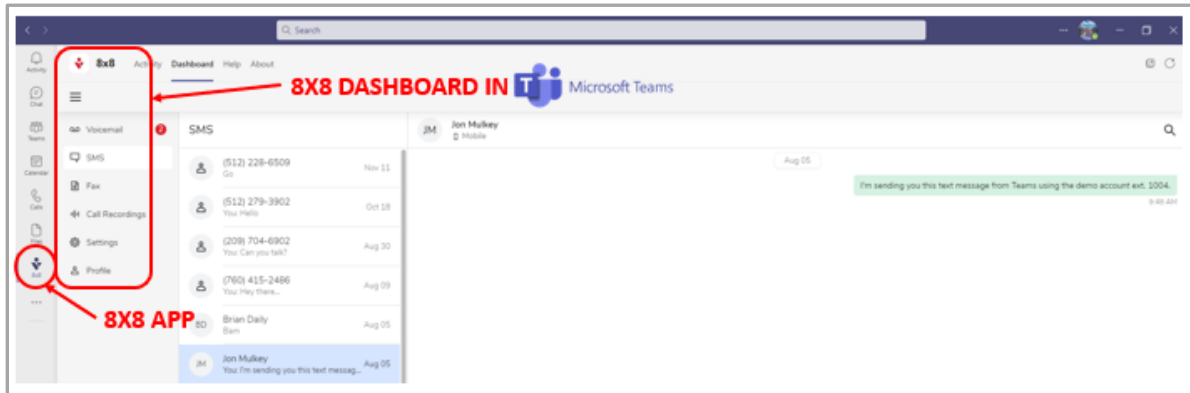 Search
Activity
Chat
Teams
Calendar
Calls
Files
8x8
8x8 Activity Dashboard Help About
8X8 DASHBOARD IN Microsoft Teams
Voicemail 2
SMS
Fax
Call Recordings
Settings
Profile
8X8 APP
SMS
(512) 228-6509 Nov 11
Go
(512) 279-3902 Oct 18
You: Hello
(209) 704-6902 Aug 30
You: Can you talk?
(760) 415-2486 Aug 09
You: Hey there...
BD Brian Daily Aug 05
Bam
JM Jon Mulkey Aug 05
You: I'm sending you this text messag...
JM Jon Mulkey
Mobile
Aug 05
I'm sending you this text message from Teams using the demo account ext. 1004.
9:48 AM